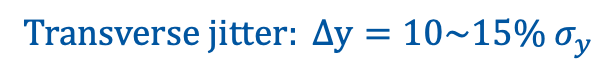 Transverse jitter: Δy = 10~15% σ_y